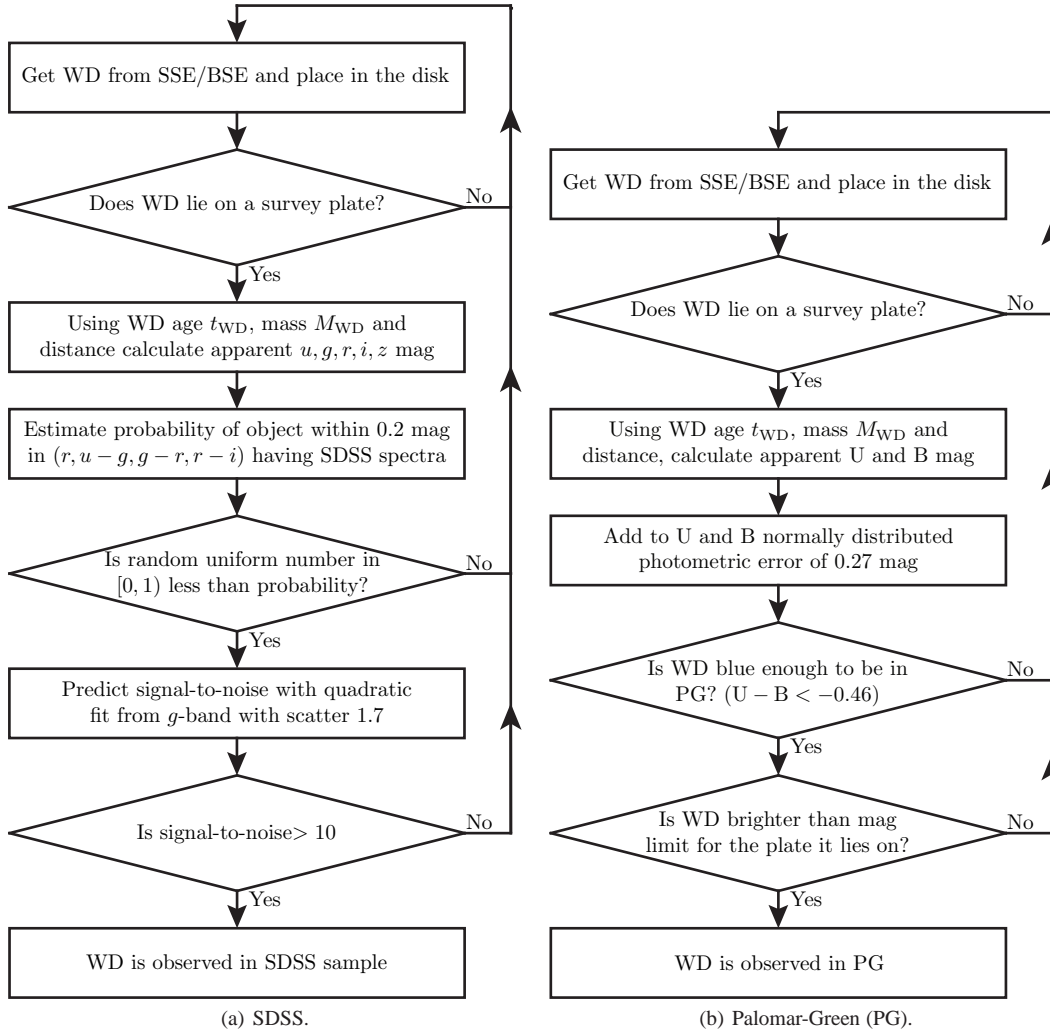 Get WD from SSE/BSE and place in the disk
Does WD lie on a survey plate?
No
Yes
Using WD age t_WD, mass M_WD and
distance calculate apparent u, g, r, i, z mag
Estimate probability of object within 0.2 mag
in (r, u − g, g − r, r − i) having SDSS spectra
Is random uniform number in
[0, 1) less than probability?
No
Yes
Predict signal-to-noise with quadratic
fit from g-band with scatter 1.7
Is signal-to-noise> 10
No
Yes
WD is observed in SDSS sample
(a) SDSS.
Get WD from SSE/BSE and place in the disk
Does WD lie on a survey plate?
No
Yes
Using WD age t_WD, mass M_WD and
distance, calculate apparent U and B mag
Add to U and B normally distributed
photometric error of 0.27 mag
Is WD blue enough to be in
PG? (U − B < −0.46)
No
Yes
Is WD brighter than mag
limit for the plate it lies on?
No
Yes
WD is observed in PG
(b) Palomar-Green (PG).